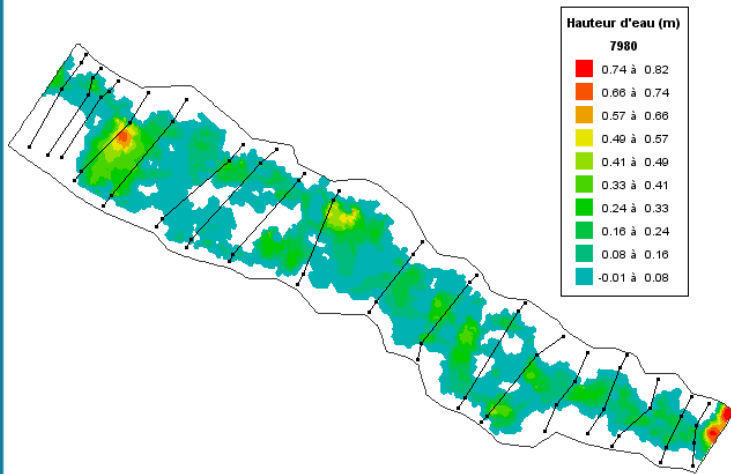 Hauteur d'eau (m)
7980
0.74 à 0.82
0.66 à 0.74
0.57 à 0.66
0.49 à 0.57
0.41 à 0.49
0.33 à 0.41
0.24 à 0.33
0.16 à 0.24
0.08 à 0.16
-0.01 à 0.08